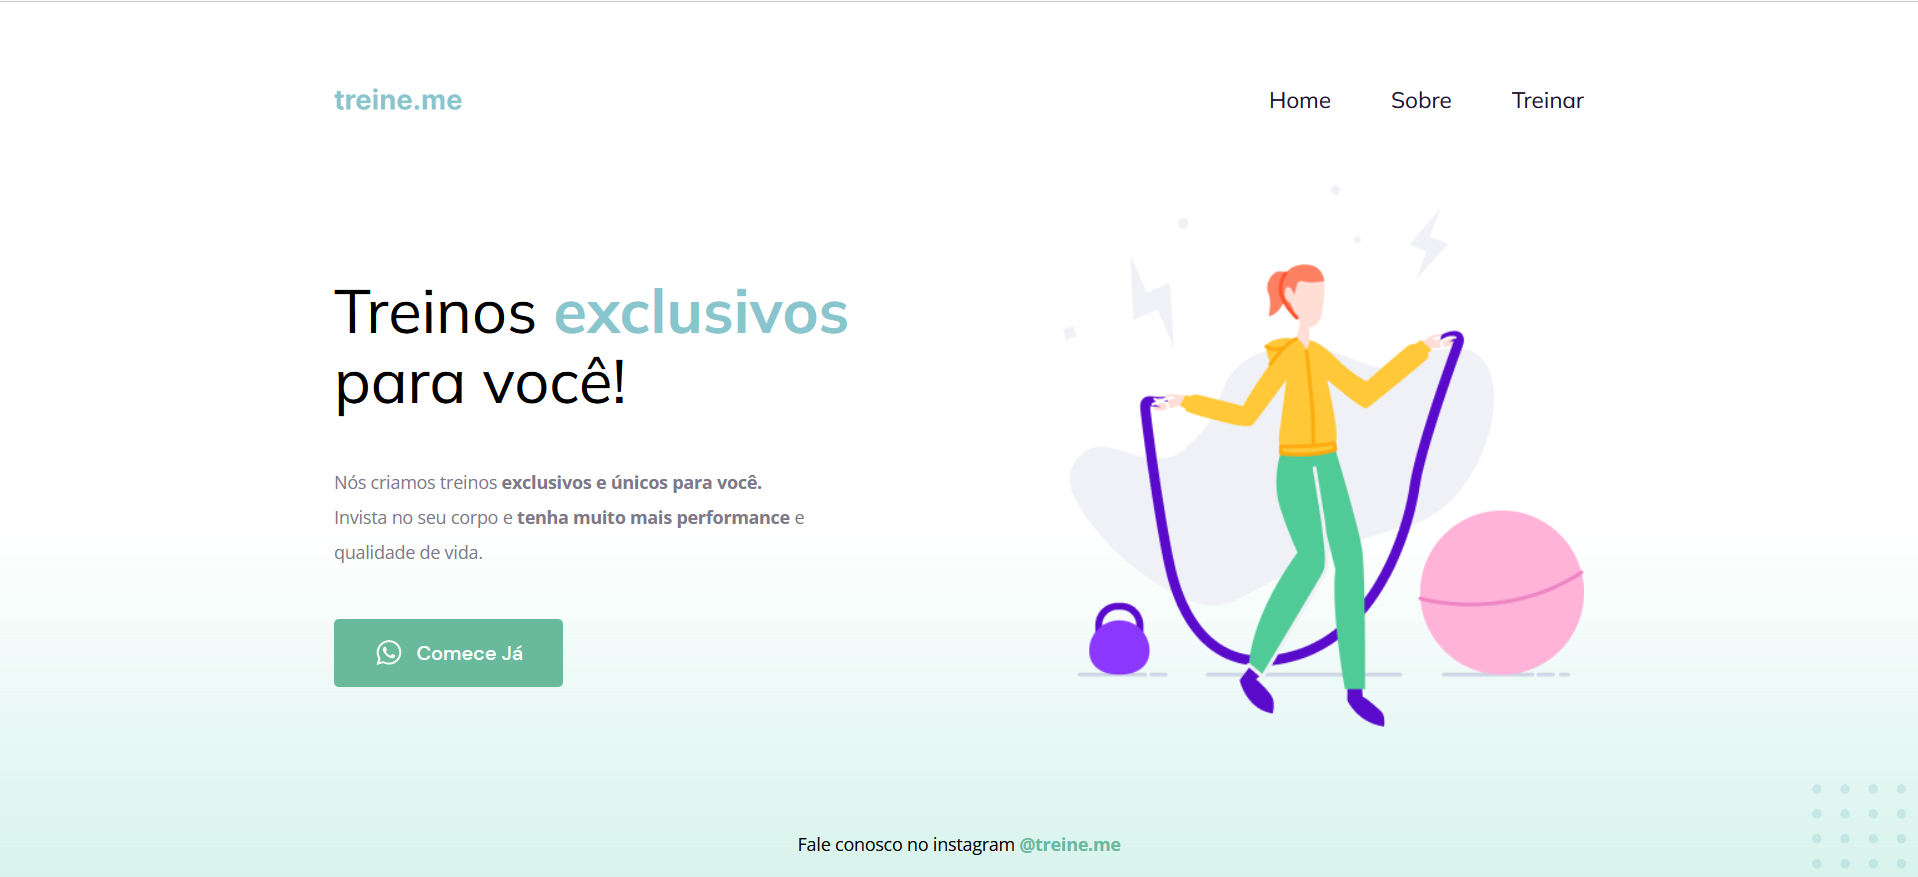 treine.me
Home Sobre Treinar
Treinos exclusivos
para você!
Nós criamos treinos exclusivos e únicos para você.
Invista no seu corpo e tenha muito mais performance e
qualidade de vida.
Comece Já
Fale conosco no instagram @treine.me